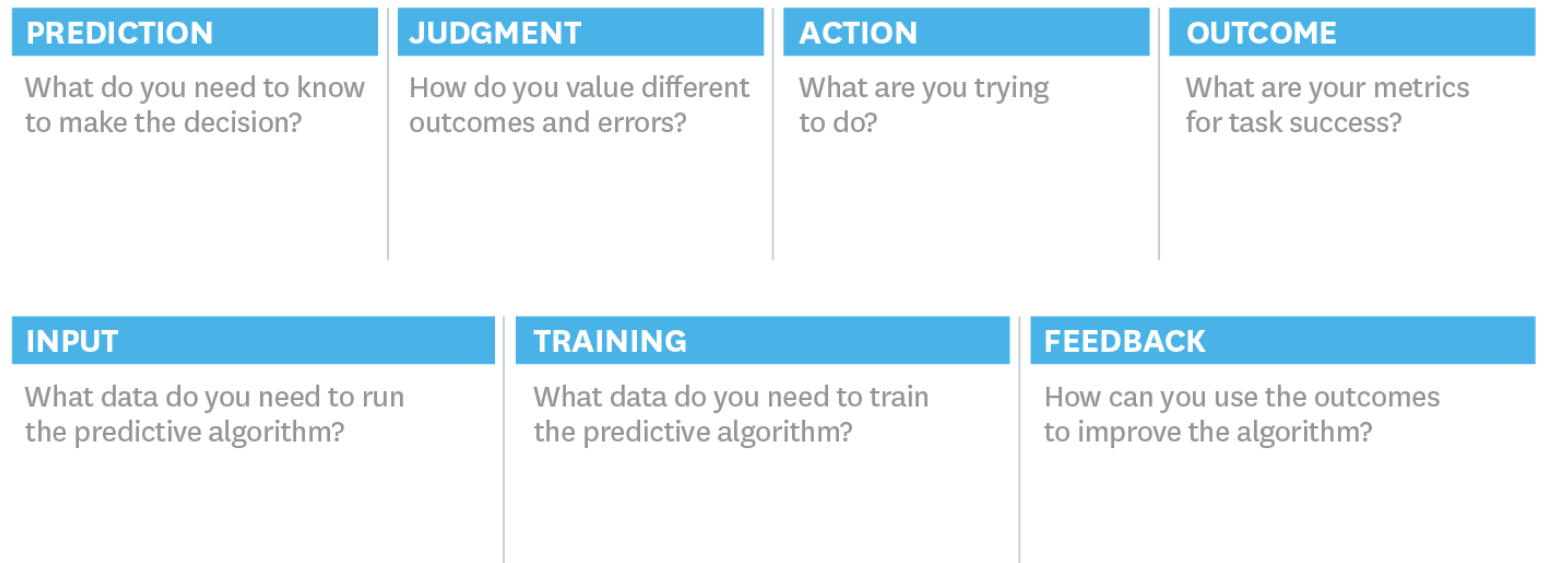 PREDICTION
What do you need to know
to make the decision?
JUDGMENT
How do you value different
outcomes and errors?
ACTION
What are you trying
to do?
OUTCOME
What are your metrics
for task success?
INPUT
What data do you need to run
the predictive algorithm?
TRAINING
What data do you need to train
the predictive algorithm?
FEEDBACK
How can you use the outcomes
to improve the algorithm?